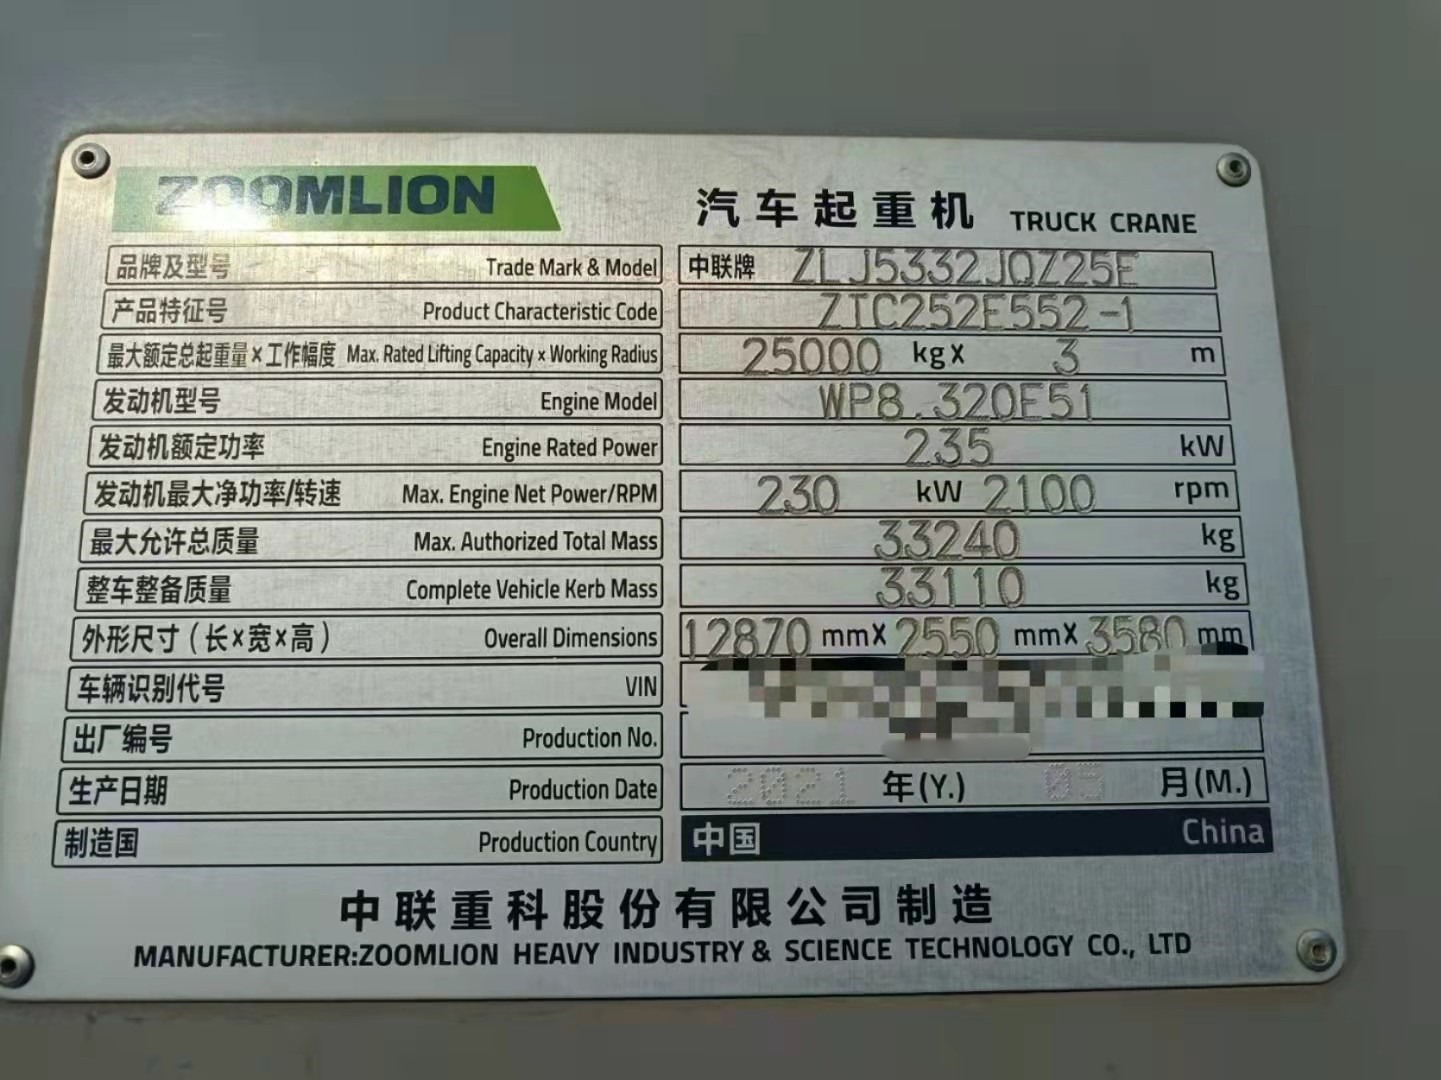 ZOOMLION
汽车起重机 TRUCK CRANE
品牌及型号 Trade Mark & Model 中联牌 ZLJ5332JQZ25E
产品特征号 Product Characteristic Code ZTC252E552-1
最大额定总起重量×工作幅度 Max. Rated Lifting Capacity × Working Radius 25000 kg× 3 m
发动机型号 Engine Model WP8.320E51
发动机额定功率 Engine Rated Power 235 kW
发动机最大净功率/转速 Max. Engine Net Power/RPM 230 kW 2100 rpm
最大允许总质量 Max. Authorized Total Mass 33240 kg
整车整备质量 Complete Vehicle Kerb Mass 33110 kg
外形尺寸（长×宽×高） Overall Dimensions 12870 mm× 2550 mm× 3580 mm
车辆识别代号 VIN
出厂编号 Production No.
生产日期 Production Date 2021 年(Y.) 05 月(M.)
制造国 Production Country 中国 China
中联重科股份有限公司制造
MANUFACTURER:ZOOMLION HEAVY INDUSTRY & SCIENCE TECHNOLOGY CO., LTD